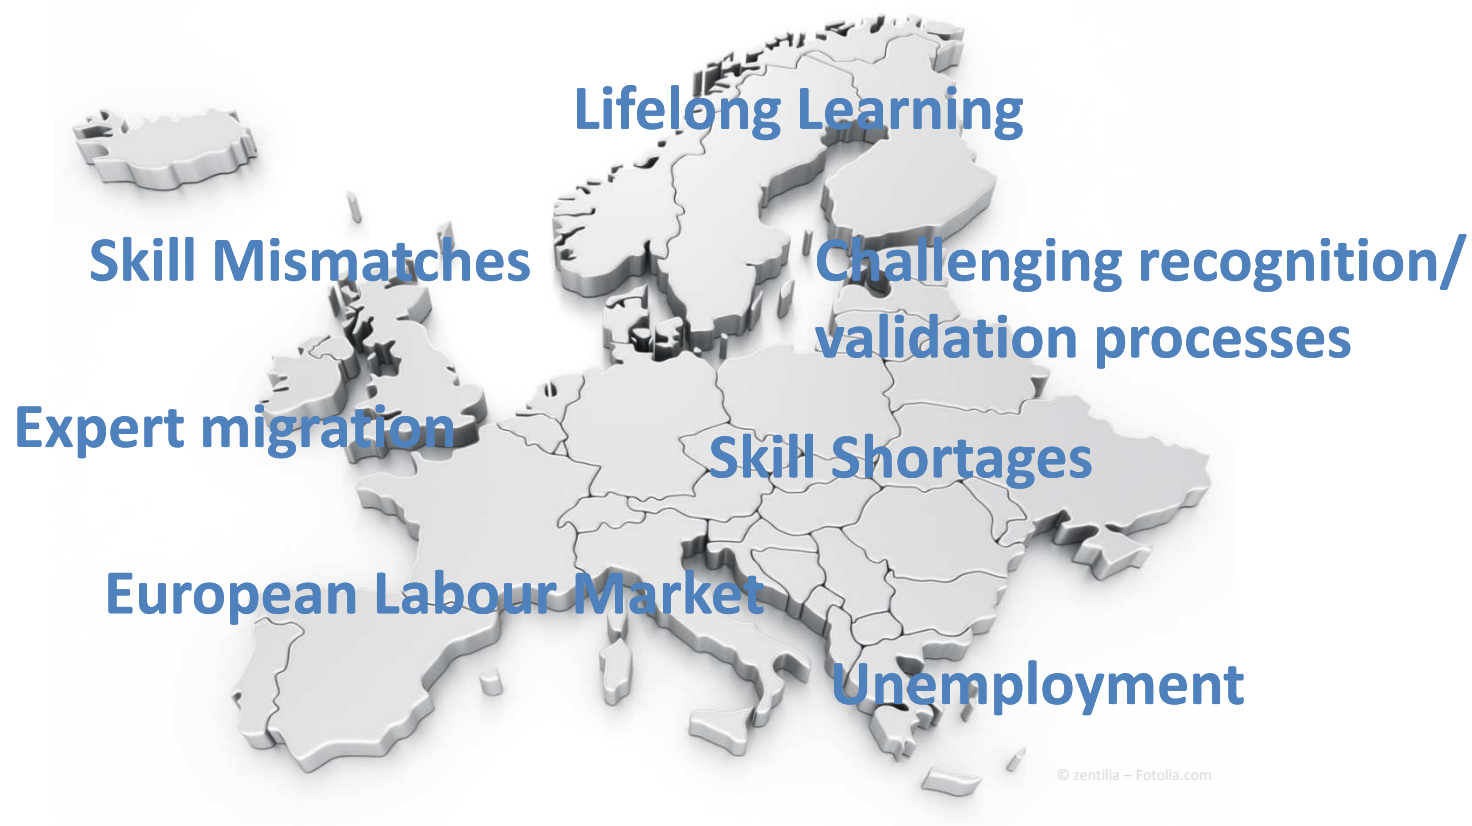 Lifelong Learning
Skill Mismatches
Challenging recognition/
validation processes
Expert migration
Skill Shortages
European Labour Market
Unemployment
© zentilia – Fotolia.com